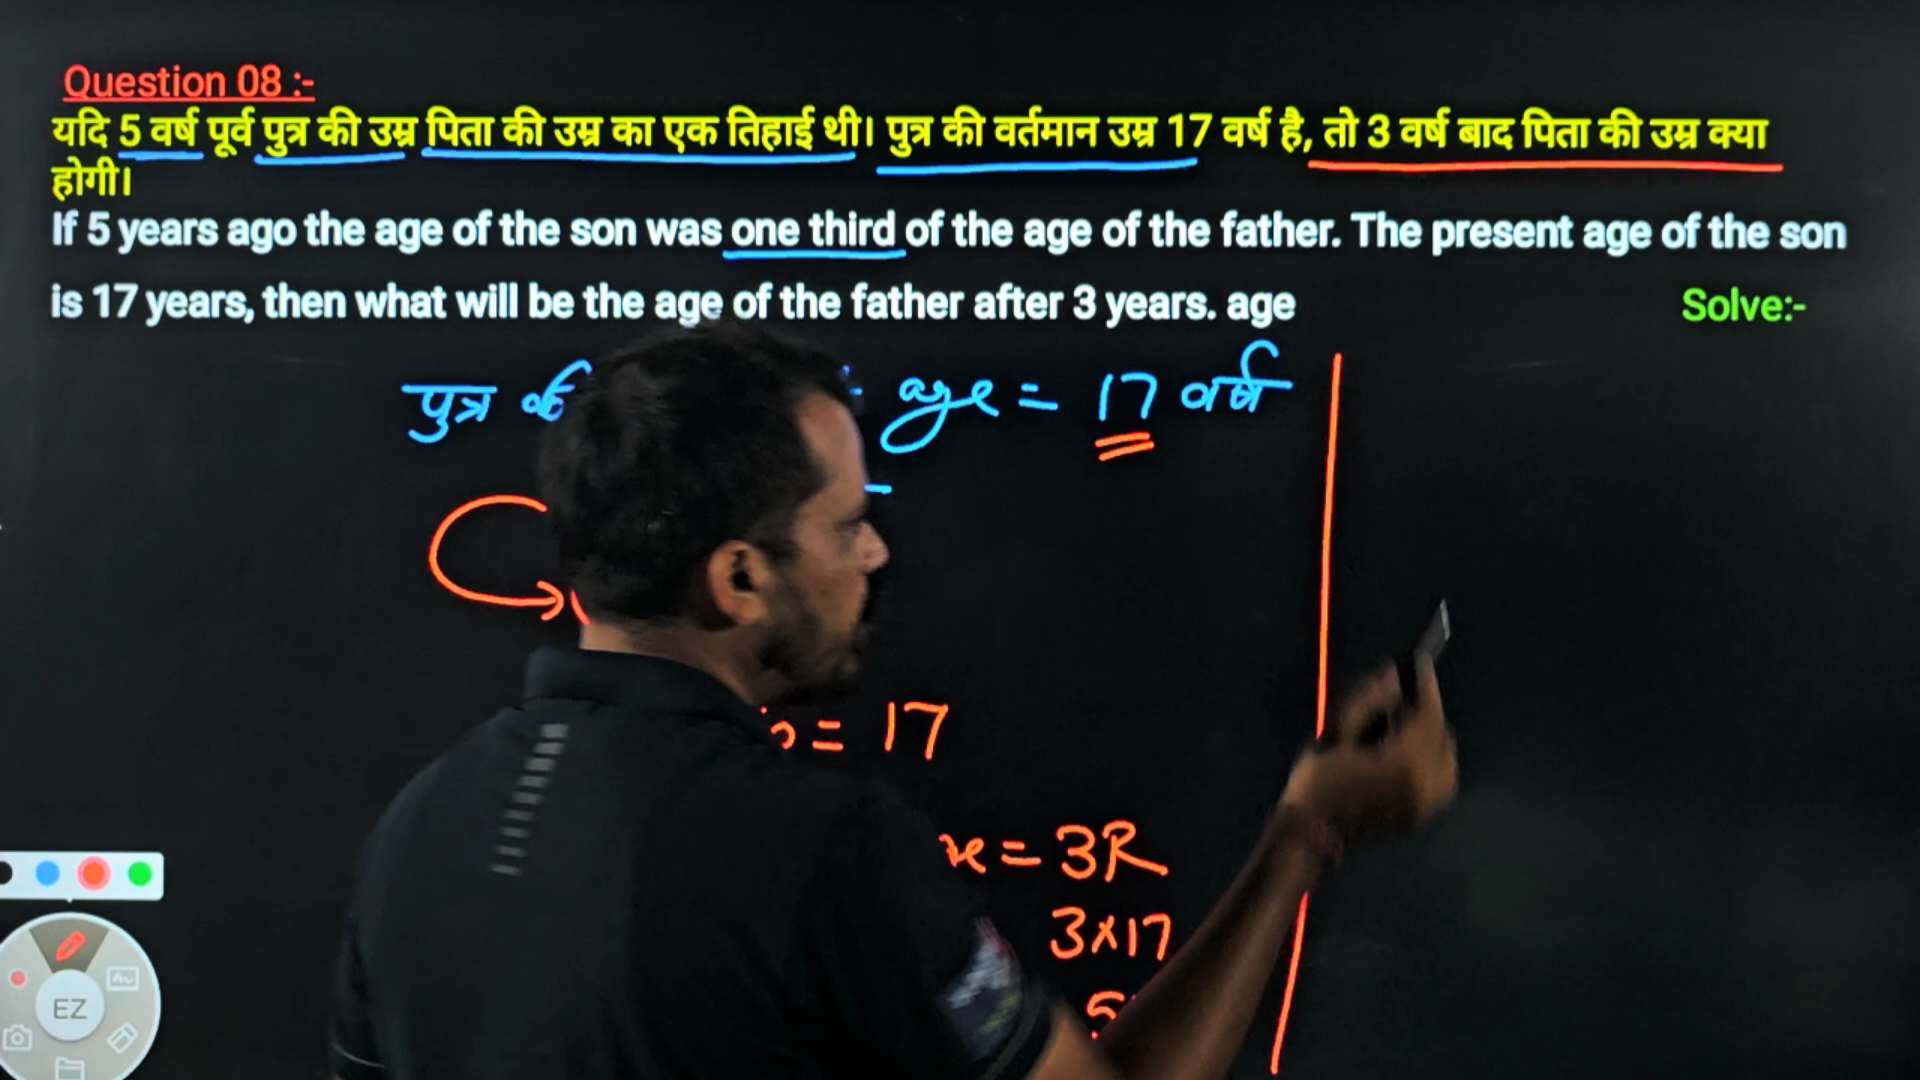 Question 08 :-
यदि 5 वर्ष पूर्व पुत्र की उम्र पिता की उम्र का एक तिहाई थी। पुत्र की वर्तमान उम्र 17 वर्ष है, तो 3 वर्ष बाद पिता की उम्र क्या
होगी।
If 5 years ago the age of the son was one third of the age of the father. The present age of the son
is 17 years, then what will be the age of the father after 3 years. age
Solve:-
पुत्र की age = 17 वर्ष
= 17
= 3R
3×17
5
EZ